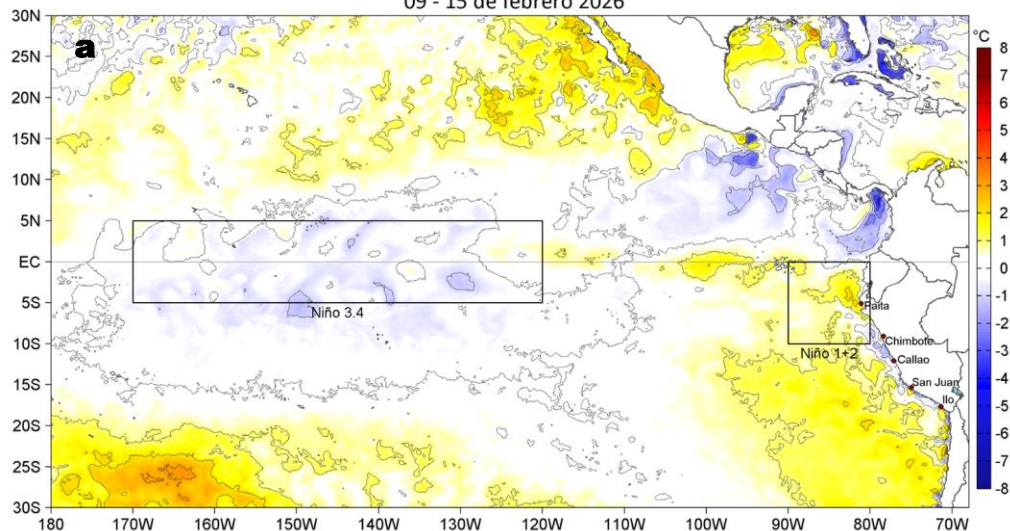 09 - 15 de febrero 2026
a
30N
25N
20N
15N
10N
5N
EC
5S
10S
15S
20S
25S
30S
180
170W
160W
150W
140W
130W
120W
110W
100W
90W
80W
70W
Niño 3.4
Niño 1+2
Paita
Chimbote
Callao
San Juan
Ilo
°C
8
7
6
5
4
3
2
1
0
-1
-2
-3
-4
-5
-6
-7
-8